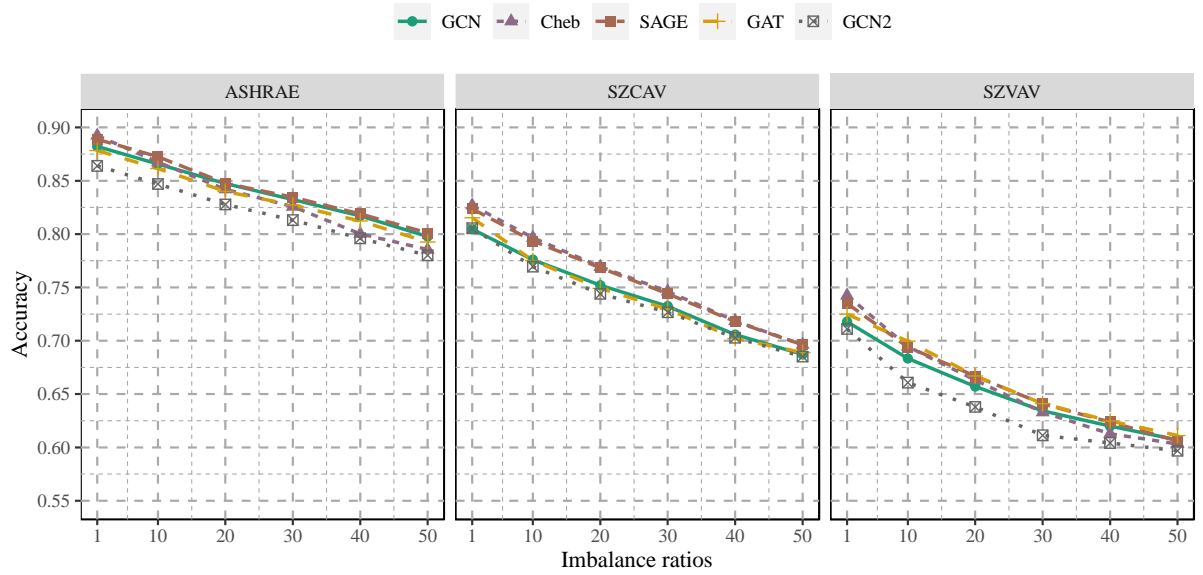 GCN Cheb SAGE GAT GCN2
ASHRAE SZCAV SZVAV
0.90
0.85
0.80
0.75
0.70
0.65
0.60
0.55
Accuracy
1 10 20 30 40 50 1 10 20 30 40 50 1 10 20 30 40 50
Imbalance ratios